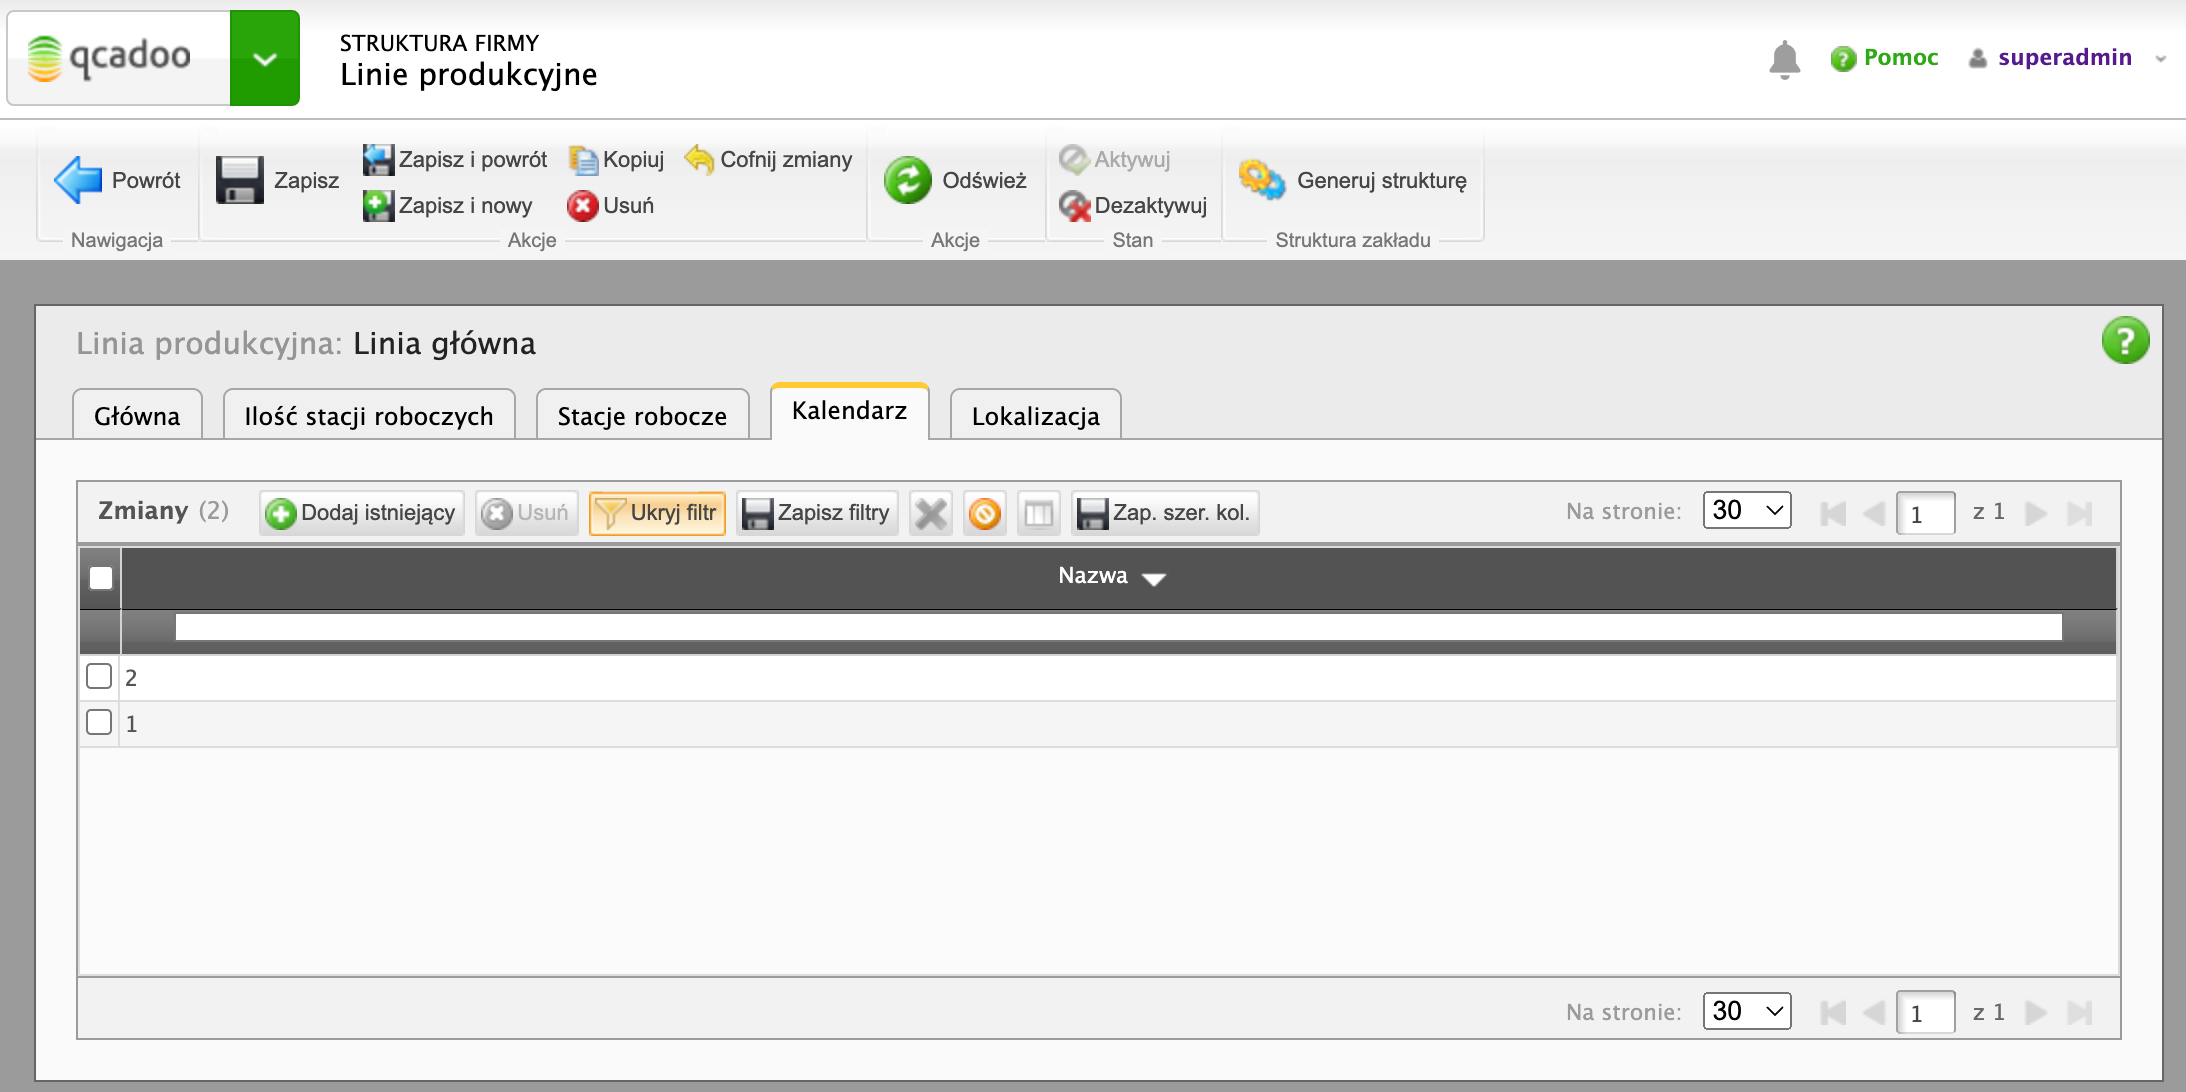 qcadoo
STRUKTURA FIRMY
Linie produkcyjne
? Pomoc
superadmin
Powrót
Nawigacja
Zapisz
Zapisz i powrót
Kopiuj
Cofnij zmiany
Zapisz i nowy
Usuń
Akcje
Odśwież
Akcje
Aktywuj
Dezaktywuj
Stan
Generuj strukturę
Struktura zakładu
Linia produkcyjna: Linia główna
?
Główna
Ilość stacji roboczych
Stacje robocze
Kalendarz
Lokalizacja
Zmiany (2)
Dodaj istniejący
Usuń
Ukryj filtr
Zapisz filtry
Zap. szer. kol.
Na stronie: 30
1 z 1
Nazwa
2
1
Na stronie: 30
1 z 1